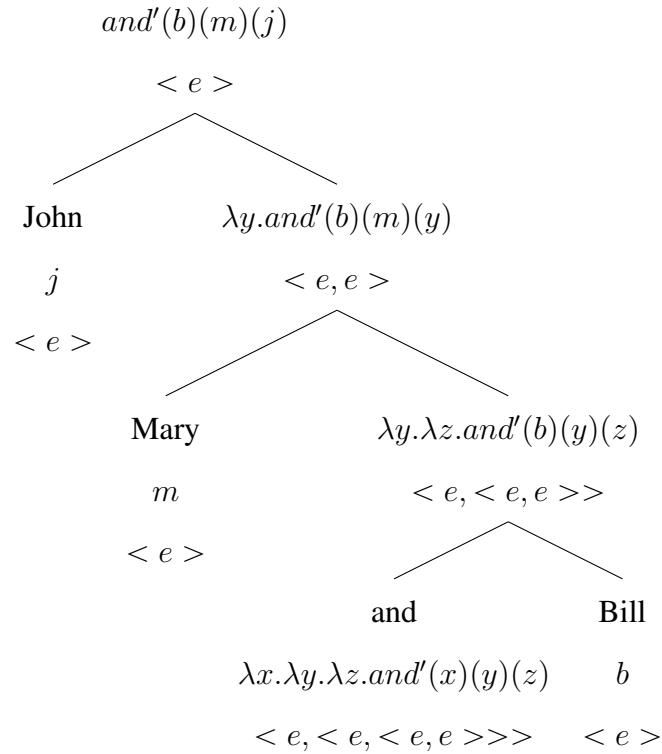 and′(b)(m)(j)
< e >
John λy.and′(b)(m)(y)
j < e, e >
< e >
Mary λy.λz.and′(b)(y)(z)
m < e, < e, e >>
< e >
and Bill
λx.λy.λz.and′(x)(y)(z) b
< e, < e, < e, e >>> < e >